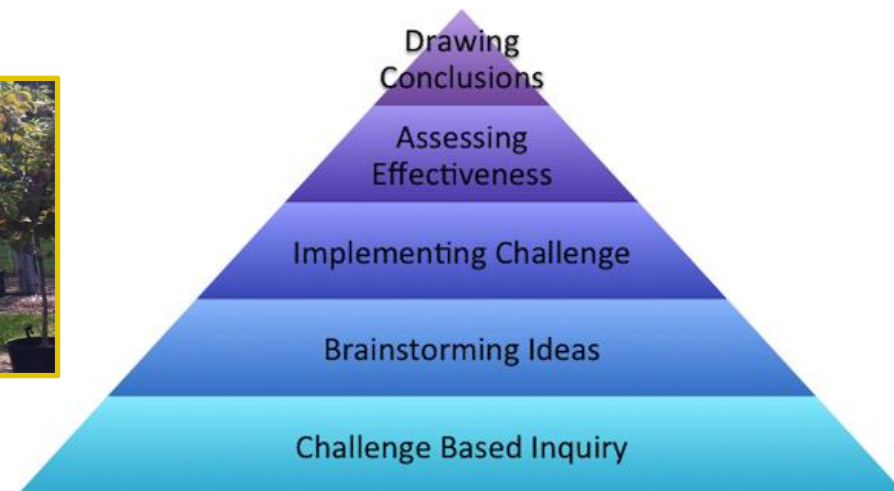 Drawing
Conclusions
Assessing
Effectiveness
Implementing Challenge
Brainstorming Ideas
Challenge Based Inquiry